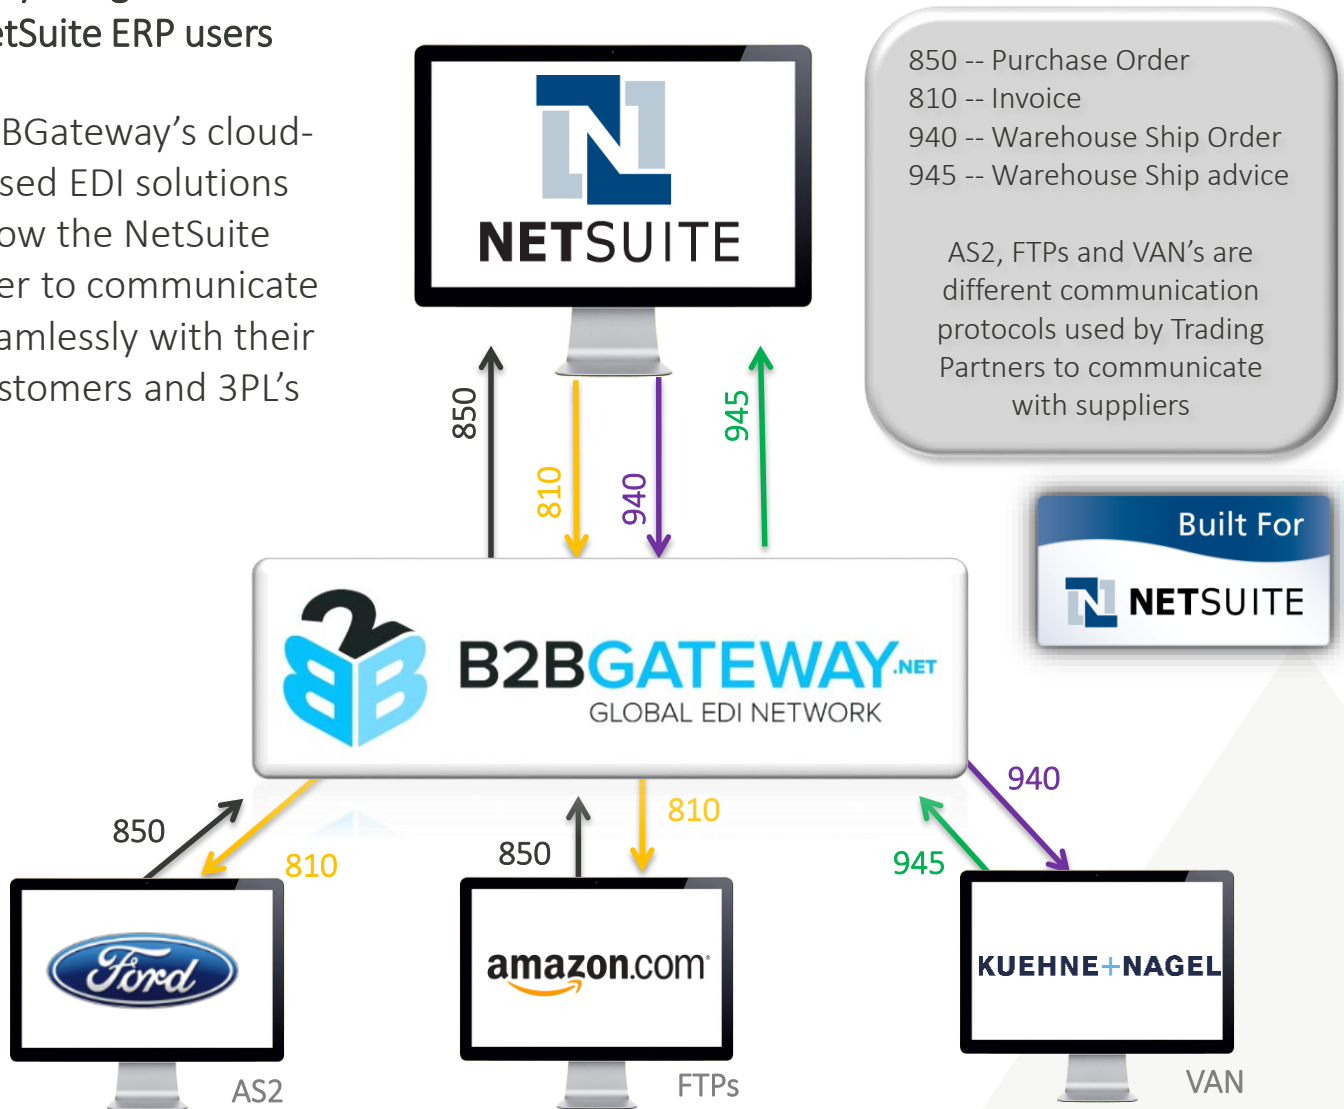 NetSuite ERP users
BGateway's cloud-
sed EDI solutions
ow the NetSuite
er to communicate
amlessly with their
stomers and 3PL's
NETSUITE
850 -- Purchase Order
810 -- Invoice
940 -- Warehouse Ship Order
945 -- Warehouse Ship advice
AS2, FTPs and VAN's are
different communication
protocols used by Trading
Partners to communicate
with suppliers
850
810
940
945
Built For
NETSUITE
B2BGATEWAY.NET
GLOBAL EDI NETWORK
850
810
850
810
945
940
Ford
amazon.com
KUEHNE+NAGEL
AS2
FTPs
VAN